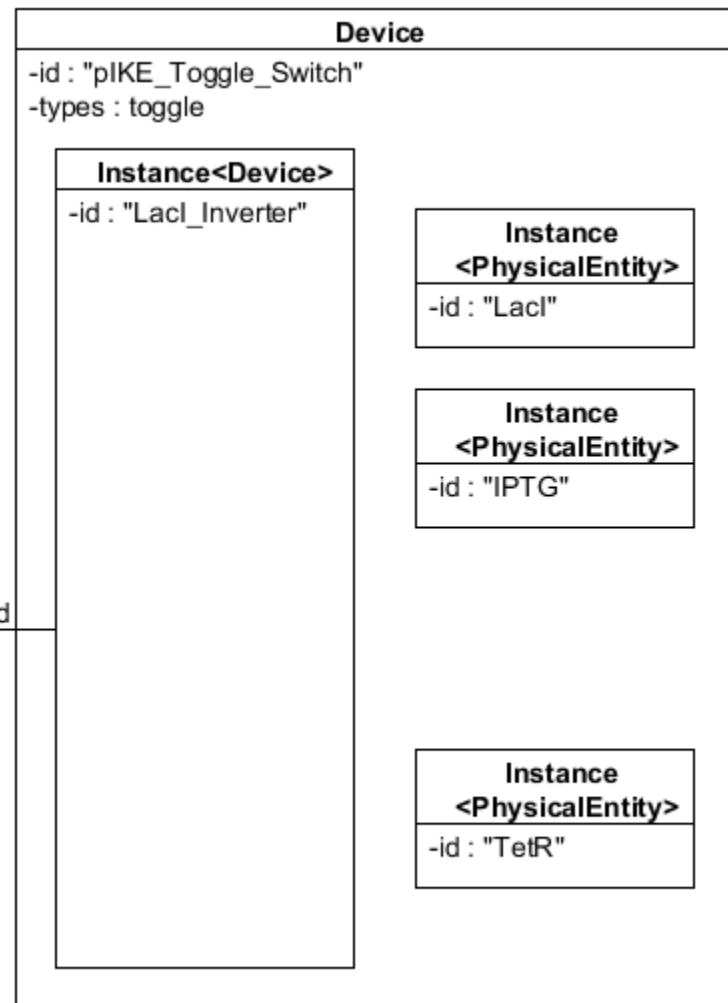 Device
-id : "pIKE_Toggle_Switch"
-types : toggle
Instance<Device>
-id : "LacI_Inverter"
Instance
<PhysicalEntity>
-id : "LacI"
Instance
<PhysicalEntity>
-id : "IPTG"
d
Instance
<PhysicalEntity>
-id : "TetR"